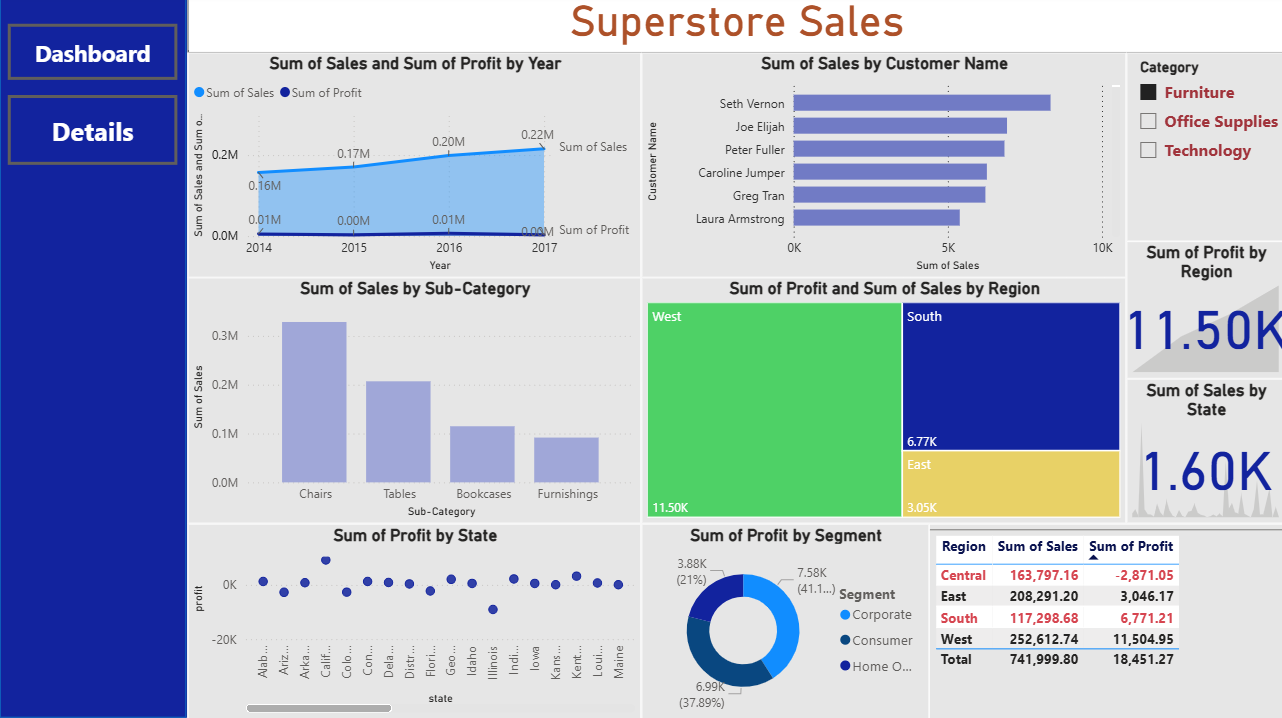 Superstore Sales
Dashboard
Details
Sum of Sales and Sum of Profit by Year
Sum of Sales Sum of Profit
Sum of Sales and Sum o...
0.2M
0.0M
0.16M
0.17M
0.20M
0.22M
Sum of Sales
0.01M
0.00M
0.01M
0.00M
Sum of Profit
2014 2015 2016 2017
Year
Sum of Sales by Customer Name
Customer Name
Seth Vernon
Joe Elijah
Peter Fuller
Caroline Jumper
Greg Tran
Laura Armstrong
0K 5K 10K
Sum of Sales
Category
Furniture
Office Supplies
Technology
Sum of Profit by
Region
11.50K
Sum of Sales by
State
1.60K
Sum of Sales by Sub-Category
Sum of Sales
0.3M
0.2M
0.1M
0.0M
Chairs Tables Bookcases Furnishings
Sub-Category
Sum of Profit and Sum of Sales by Region
West
11.50K
South
6.77K
East
3.05K
Sum of Profit by State
profit
0K
-20K
Alab... Ariz... Arka... Calif... Colo... Con... Dela... Distr... Flori... Geo... Idaho Illinois Indi... Iowa Kans... Kent... Loui... Maine
state
Sum of Profit by Segment
3.88K
(21%)
7.58K
(41.1...)
6.99K
(37.89%)
Segment
Corporate
Consumer
Home O...
Region Sum of Sales Sum of Profit
Central 163,797.16 -2,871.05
East 208,291.20 3,046.17
South 117,298.68 6,771.21
West 252,612.74 11,504.95
Total 741,999.80 18,451.27